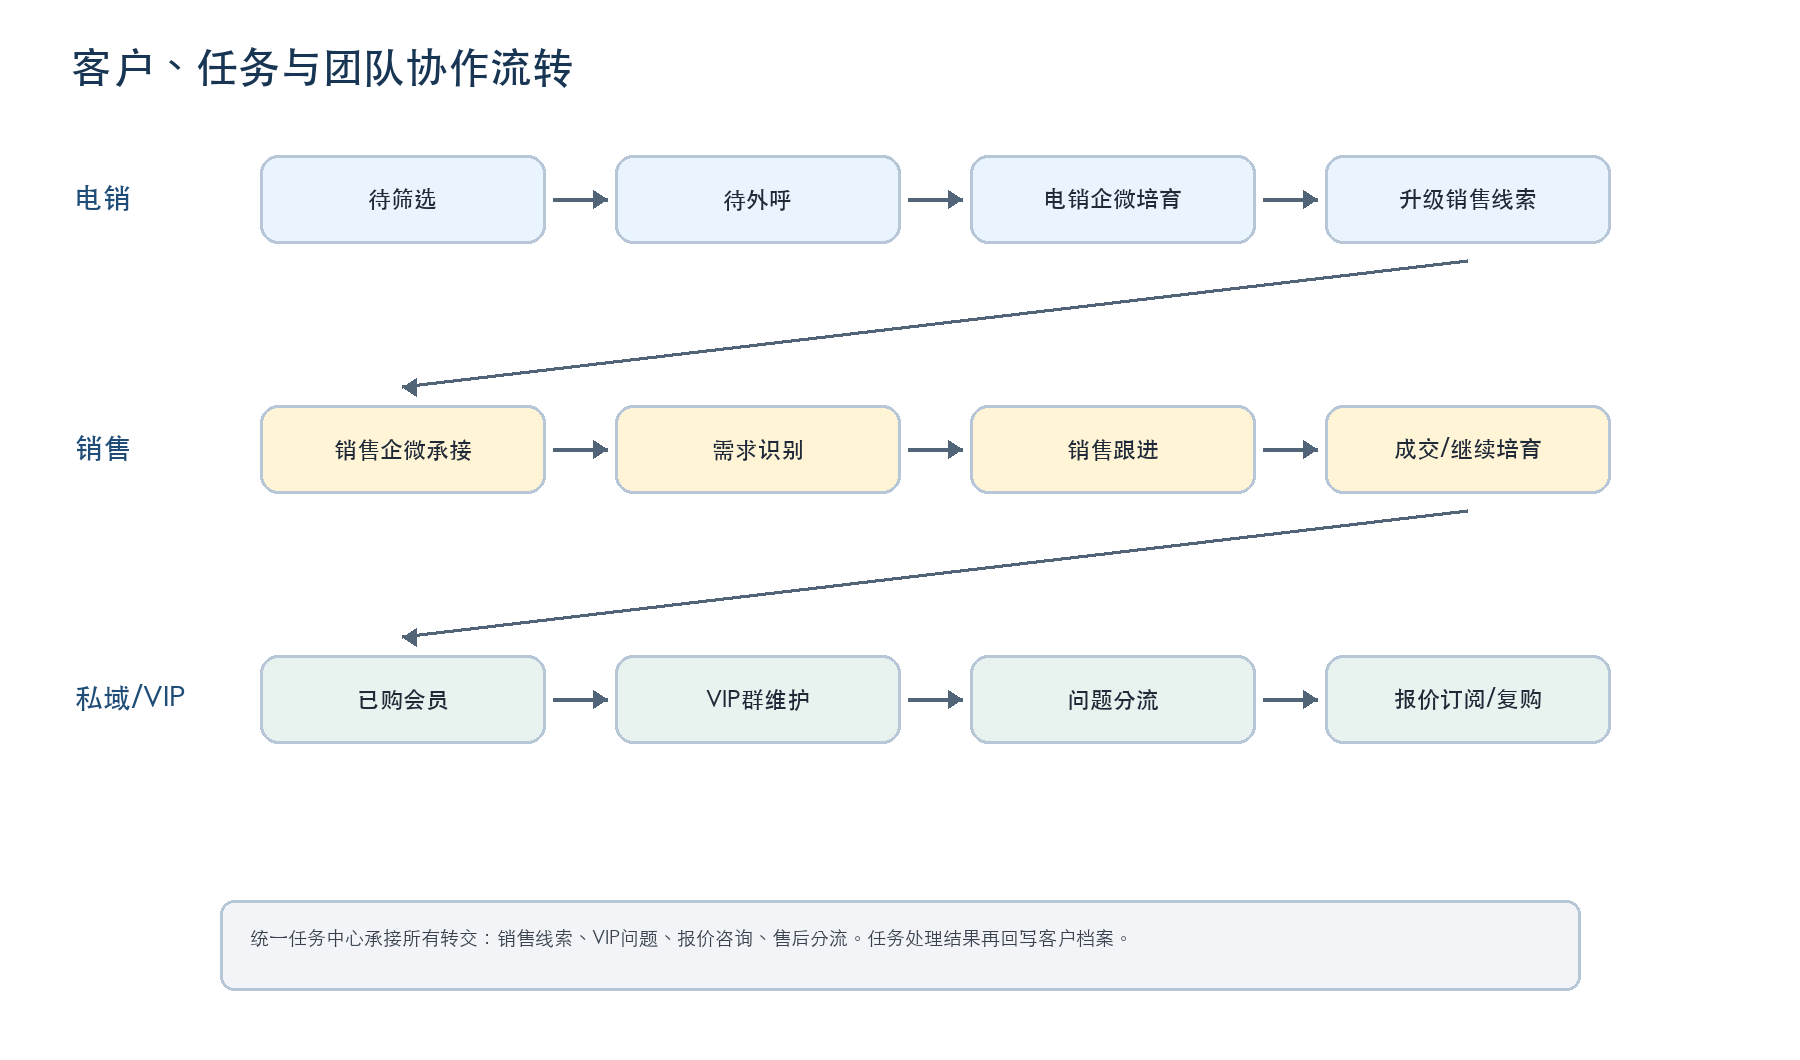 客户、任务与团队协作流转
电销
待筛选
待外呼
电销企微培育
升级销售线索
销售
销售企微承接
需求识别
销售跟进
成交/继续培育
私域/VIP
已购会员
VIP群维护
问题分流
报价订阅/复购
统一任务中心承接所有转交：销售线索、VIP问题、报价咨询、售后分流。任务处理结果再回写客户档案。